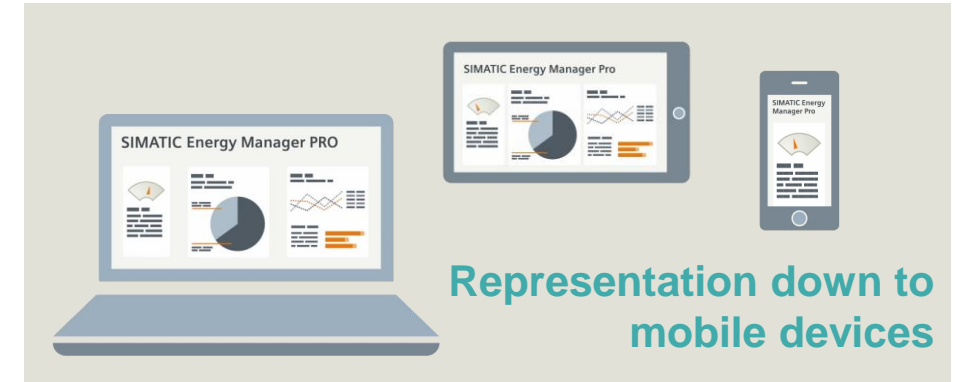 SIMATIC Energy Manager PRO
SIMATIC Energy Manager Pro
SIMATIC Energy
Manager Pro
Representation down to
mobile devices